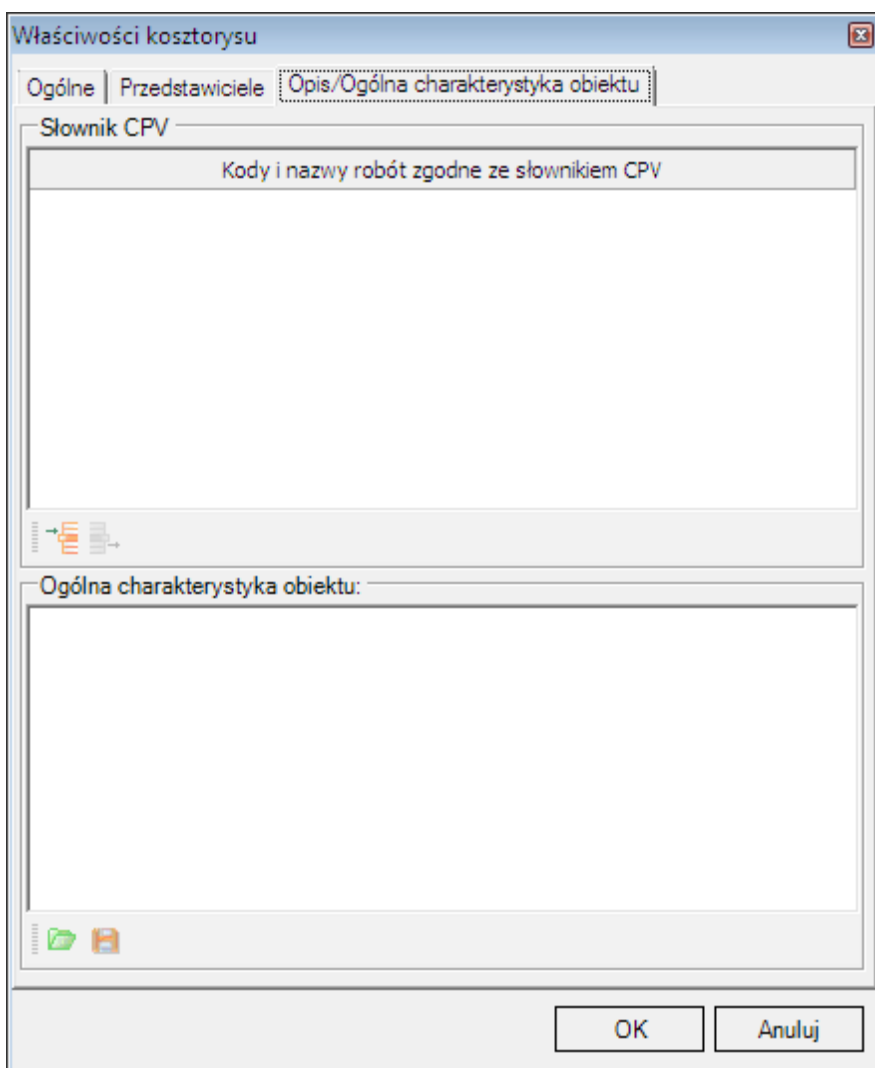 Właściwości kosztorysu
Ogólne Przedstawiciele Opis/Ogólna charakterystyka obiektu
Słownik CPV
Kody i nazwy robót zgodne ze słownikiem CPV
Ogólna charakterystyka obiektu:
OK Anuluj